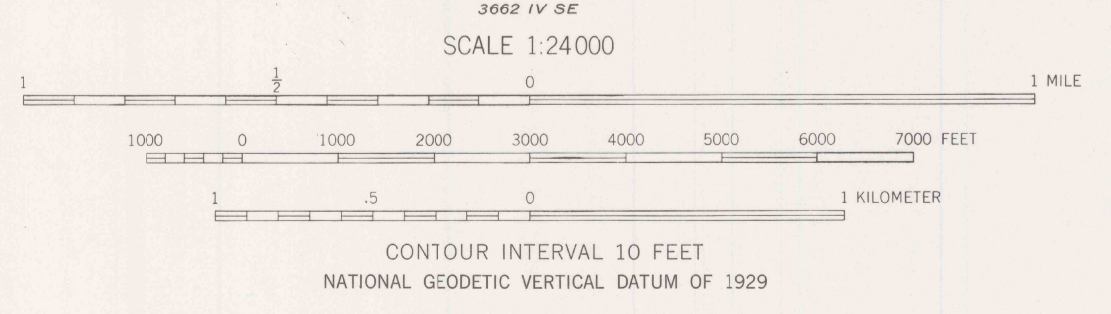 3662 IV SE
SCALE 1:24000
1 1/2 0 1 MILE
1000 0 1000 2000 3000 4000 5000 6000 7000 FEET
1 .5 0 1 KILOMETER
CONTOUR INTERVAL 10 FEET
NATIONAL GEODETIC VERTICAL DATUM OF 1929